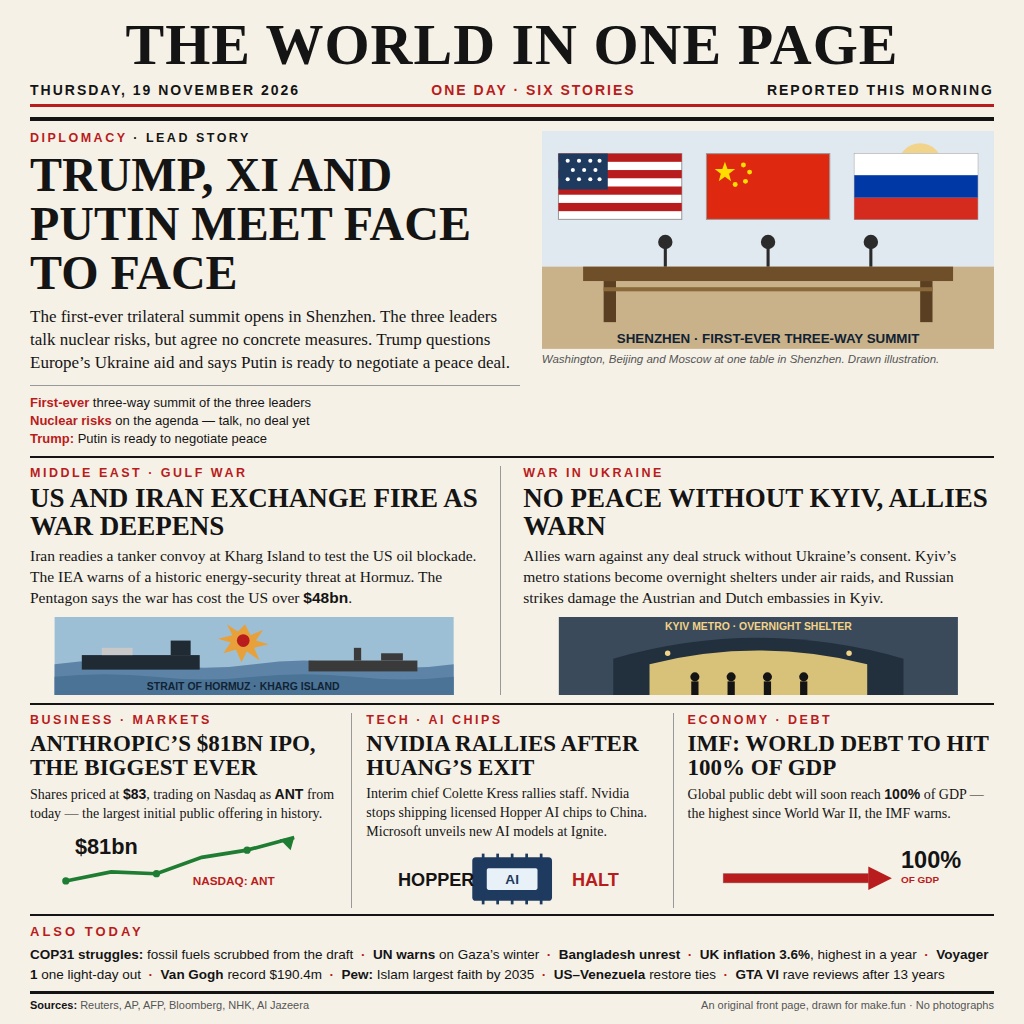 THE WORLD IN ONE PAGE
THURSDAY, 19 NOVEMBER 2026
ONE DAY · SIX STORIES
REPORTED THIS MORNING
DIPLOMACY · LEAD STORY
TRUMP, XI AND
PUTIN MEET FACE
TO FACE
The first-ever trilateral summit opens in Shenzhen. The three leaders
talk nuclear risks, but agree no concrete measures. Trump questions
Europe’s Ukraine aid and says Putin is ready to negotiate a peace deal.
First-ever three-way summit of the three leaders
Nuclear risks on the agenda — talk, no deal yet
Trump: Putin is ready to negotiate peace
SHENZHEN · FIRST-EVER THREE-WAY SUMMIT
Washington, Beijing and Moscow at one table in Shenzhen. Drawn illustration.
MIDDLE EAST · GULF WAR
US AND IRAN EXCHANGE FIRE AS
WAR DEEPENS
Iran readies a tanker convoy at Kharg Island to test the US oil blockade.
The IEA warns of a historic energy-security threat at Hormuz. The
Pentagon says the war has cost the US over $48bn.
STRAIT OF HORMUZ · KHARG ISLAND
WAR IN UKRAINE
NO PEACE WITHOUT KYIV, ALLIES
WARN
Allies warn against any deal struck without Ukraine’s consent. Kyiv’s
metro stations become overnight shelters under air raids, and Russian
strikes damage the Austrian and Dutch embassies in Kyiv.
KYIV METRO · OVERNIGHT SHELTER
BUSINESS · MARKETS
ANTHROPIC’S $81BN IPO,
THE BIGGEST EVER
Shares priced at $83, trading on Nasdaq as ANT from
today — the largest initial public offering in history.
$81bn
NASDAQ: ANT
TECH · AI CHIPS
NVIDIA RALLIES AFTER
HUANG’S EXIT
Interim chief Colette Kress rallies staff. Nvidia
stops shipping licensed Hopper AI chips to China.
Microsoft unveils new AI models at Ignite.
HOPPER
AI
HALT
ECONOMY · DEBT
IMF: WORLD DEBT TO HIT
100% OF GDP
Global public debt will soon reach 100% of GDP —
the highest since World War II, the IMF warns.
100%
OF GDP
ALSO TODAY
COP31 struggles: fossil fuels scrubbed from the draft · UN warns on Gaza’s winter · Bangladesh unrest · UK inflation 3.6%, highest in a year · Voyager
1 one light-day out · Van Gogh record $190.4m · Pew: Islam largest faith by 2035 · US–Venezuela restore ties · GTA VI rave reviews after 13 years
Sources: Reuters, AP, AFP, Bloomberg, NHK, Al Jazeera
An original front page, drawn for make.fun · No photographs